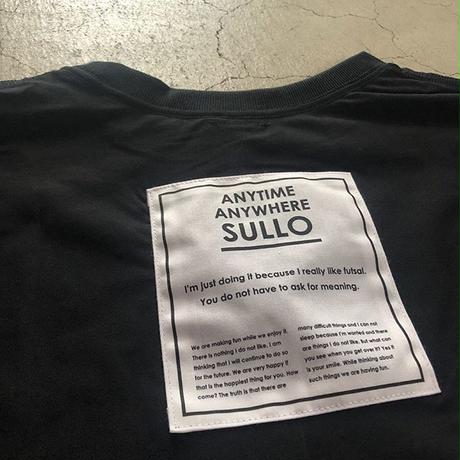 ANYTIME
ANYWHERE
SULLO
I'm just doing it because I really like futsal.
You do not have to ask for meaning.
We are making fun while we enjoy it.
There is nothing I do not like. I am
thinking that I will continue to do so
for the future. We are very happy if
that is the happiest thing for you. How
come? The truth is that there are
many difficult things and I can not
sleep because I'm wanted and there
are things I do not like, but what can
you see when you get over it? Yes it
is your smile. While thinking about
such things we are having fun.